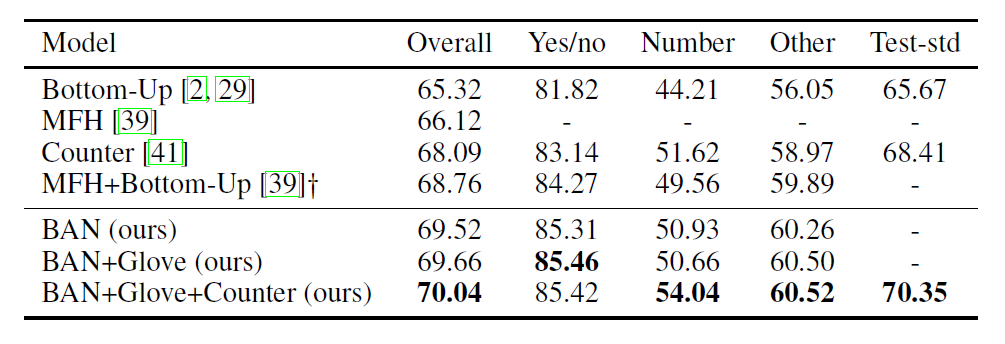 Model Overall Yes/no Number Other Test-std
Bottom-Up [2, 29] 65.32 81.82 44.21 56.05 65.67
MFH [39] 66.12 - - - -
Counter [41] 68.09 83.14 51.62 58.97 68.41
MFH+Bottom-Up [39]† 68.76 84.27 49.56 59.89 -
BAN (ours) 69.52 85.31 50.93 60.26 -
BAN+Glove (ours) 69.66 85.46 50.66 60.50 -
BAN+Glove+Counter (ours) 70.04 85.42 54.04 60.52 70.35